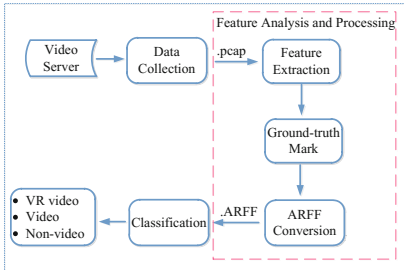 Feature Analysis and Processing
Video
Server
Data
Collection
.pcap
Feature
Extraction
Ground-truth
Mark
ARFF
Conversion
.ARFF
Classification
• VR video
• Video
• Non-video